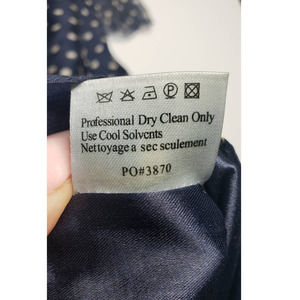 Professional Dry Clean Only
Use Cool Solvents
Nettoyage a sec sculement
PO#3870